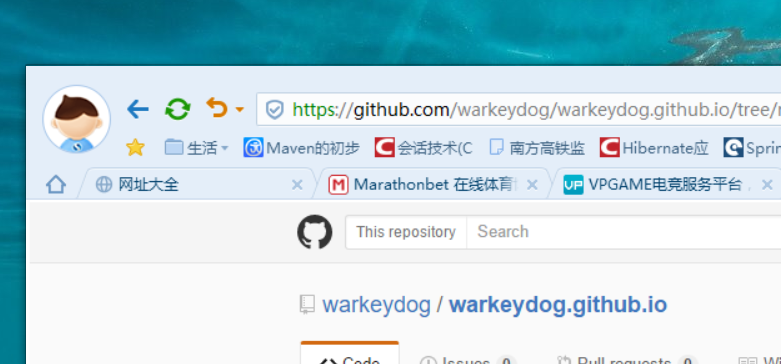 https://github.com/warkeydog/warkeydog.github.io/tree/
生活 Maven的初步 会话技术(C 南方高铁监 Hibernate应 Sprin
网址大全 Marathonbet 在线体育 VPGAME电竞服务平台
This repository Search
warkeydog / warkeydog.github.io
Code Issues 0 Pull requests 0